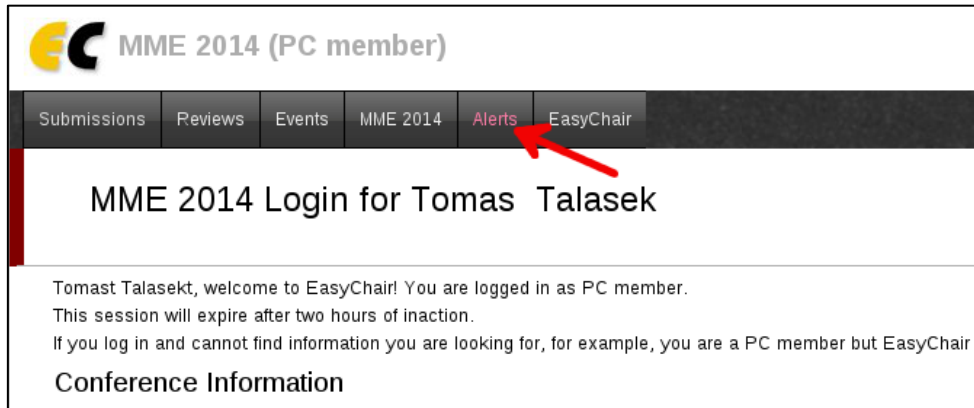 EC MME 2014 (PC member)
Submissions Reviews Events MME 2014 Alerts EasyChair
MME 2014 Login for Tomas Talasek
Tomast Talasekt, welcome to EasyChair! You are logged in as PC member.
This session will expire after two hours of inaction.
If you log in and cannot find information you are looking for, for example, you are a PC member but EasyChair
Conference Information